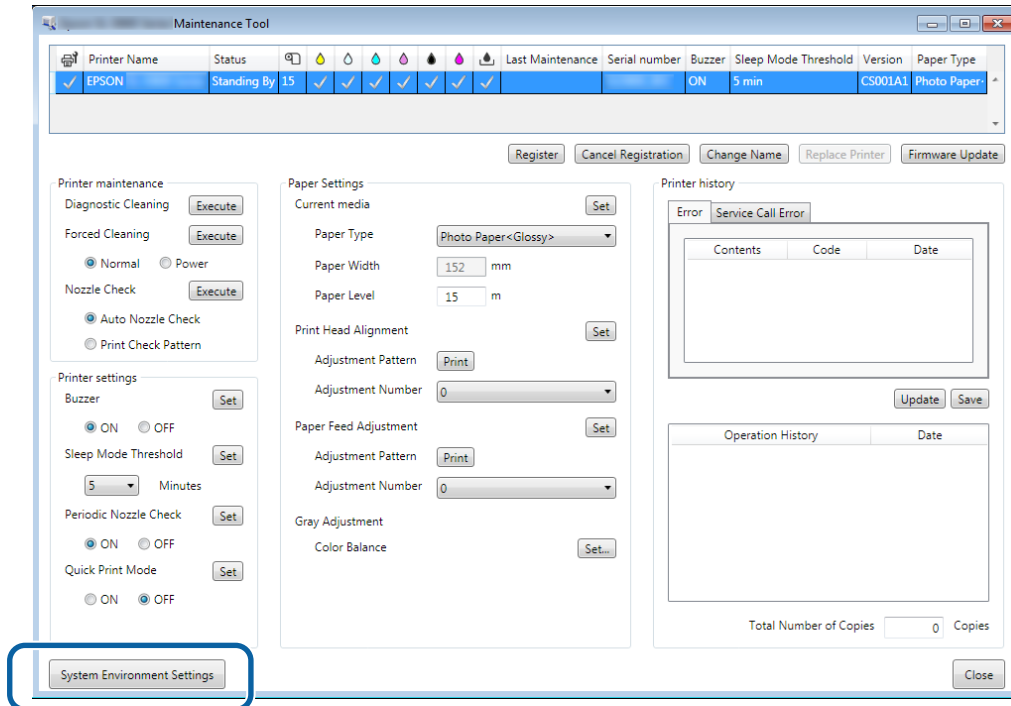 Maintenance Tool
Printer Name Status Last Maintenance Serial number Buzzer Sleep Mode Threshold Version Paper Type
EPSON Standing By 15 ON 5 min CS001A1 Photo Paper-
Register Cancel Registration Change Name Replace Printer Firmware Update
Printer maintenance
Diagnostic Cleaning Execute
Forced Cleaning Execute
Normal Power
Nozzle Check Execute
Auto Nozzle Check
Print Check Pattern
Printer settings
Buzzer Set
ON OFF
Sleep Mode Threshold Set
5 Minutes
Periodic Nozzle Check Set
ON OFF
Quick Print Mode Set
ON OFF
Paper Settings
Current media Set
Paper Type Photo Paper<Glossy>
Paper Width 152 mm
Paper Level 15 m
Print Head Alignment Set
Adjustment Pattern Print
Adjustment Number 0
Paper Feed Adjustment Set
Adjustment Pattern Print
Adjustment Number 0
Gray Adjustment
Color Balance Set...
Printer history
Error Service Call Error
Contents Code Date
Update Save
Operation History Date
Total Number of Copies 0 Copies
System Environment Settings Close